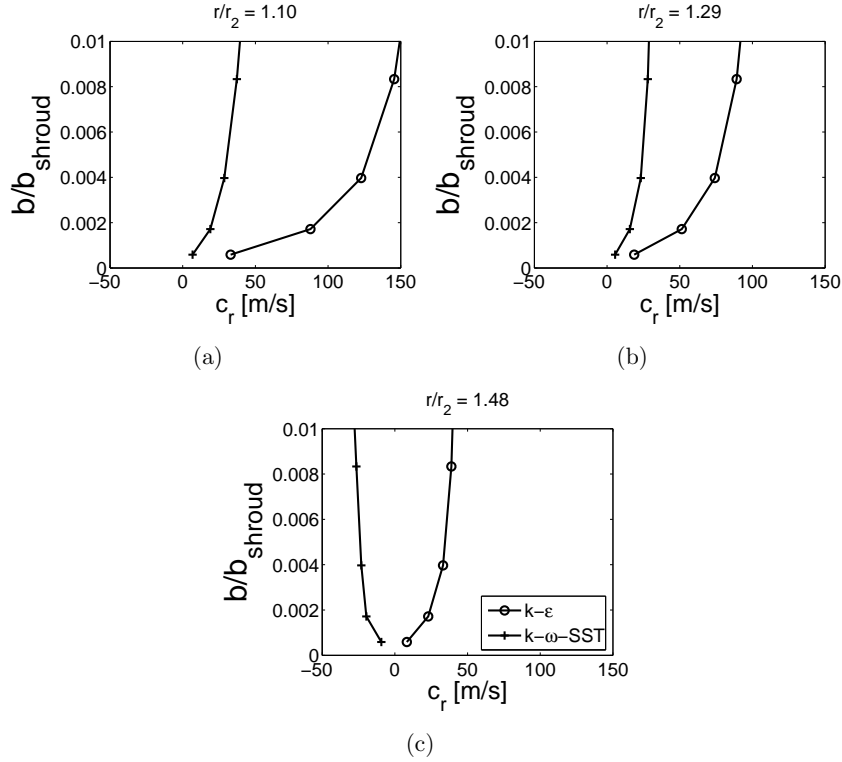 r/r2 = 1.10
0.01
0.008
0.006
0.004
0.002
0
b/bshroud
−50 0 50 100 150
cr [m/s]
(a)
r/r2 = 1.29
0.01
0.008
0.006
0.004
0.002
0
b/bshroud
−50 0 50 100 150
cr [m/s]
(b)
r/r2 = 1.48
0.01
0.008
0.006
0.004
0.002
0
b/bshroud
k−ε
k−ω−SST
−50 0 50 100 150
cr [m/s]
(c)